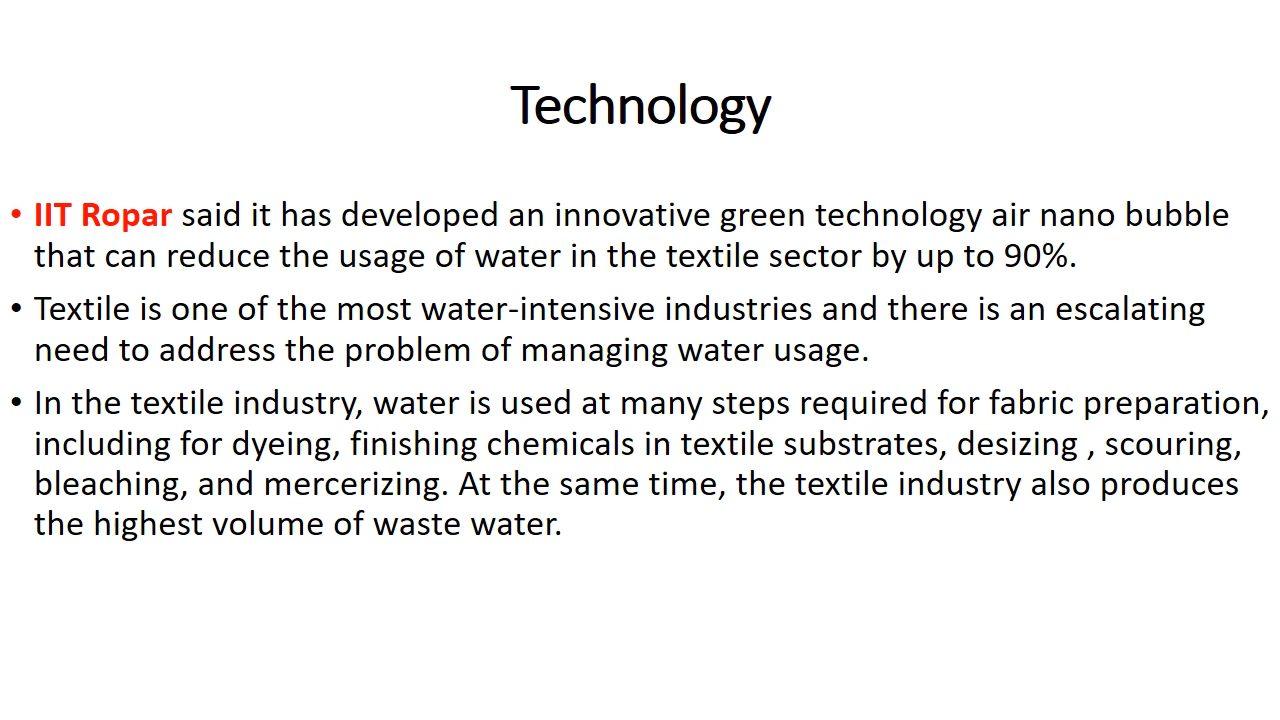 Technology
• IIT Ropar said it has developed an innovative green technology air nano bubble
that can reduce the usage of water in the textile sector by up to 90%.
• Textile is one of the most water-intensive industries and there is an escalating
need to address the problem of managing water usage.
• In the textile industry, water is used at many steps required for fabric preparation,
including for dyeing, finishing chemicals in textile substrates, desizing , scouring,
bleaching, and mercerizing. At the same time, the textile industry also produces
the highest volume of waste water.